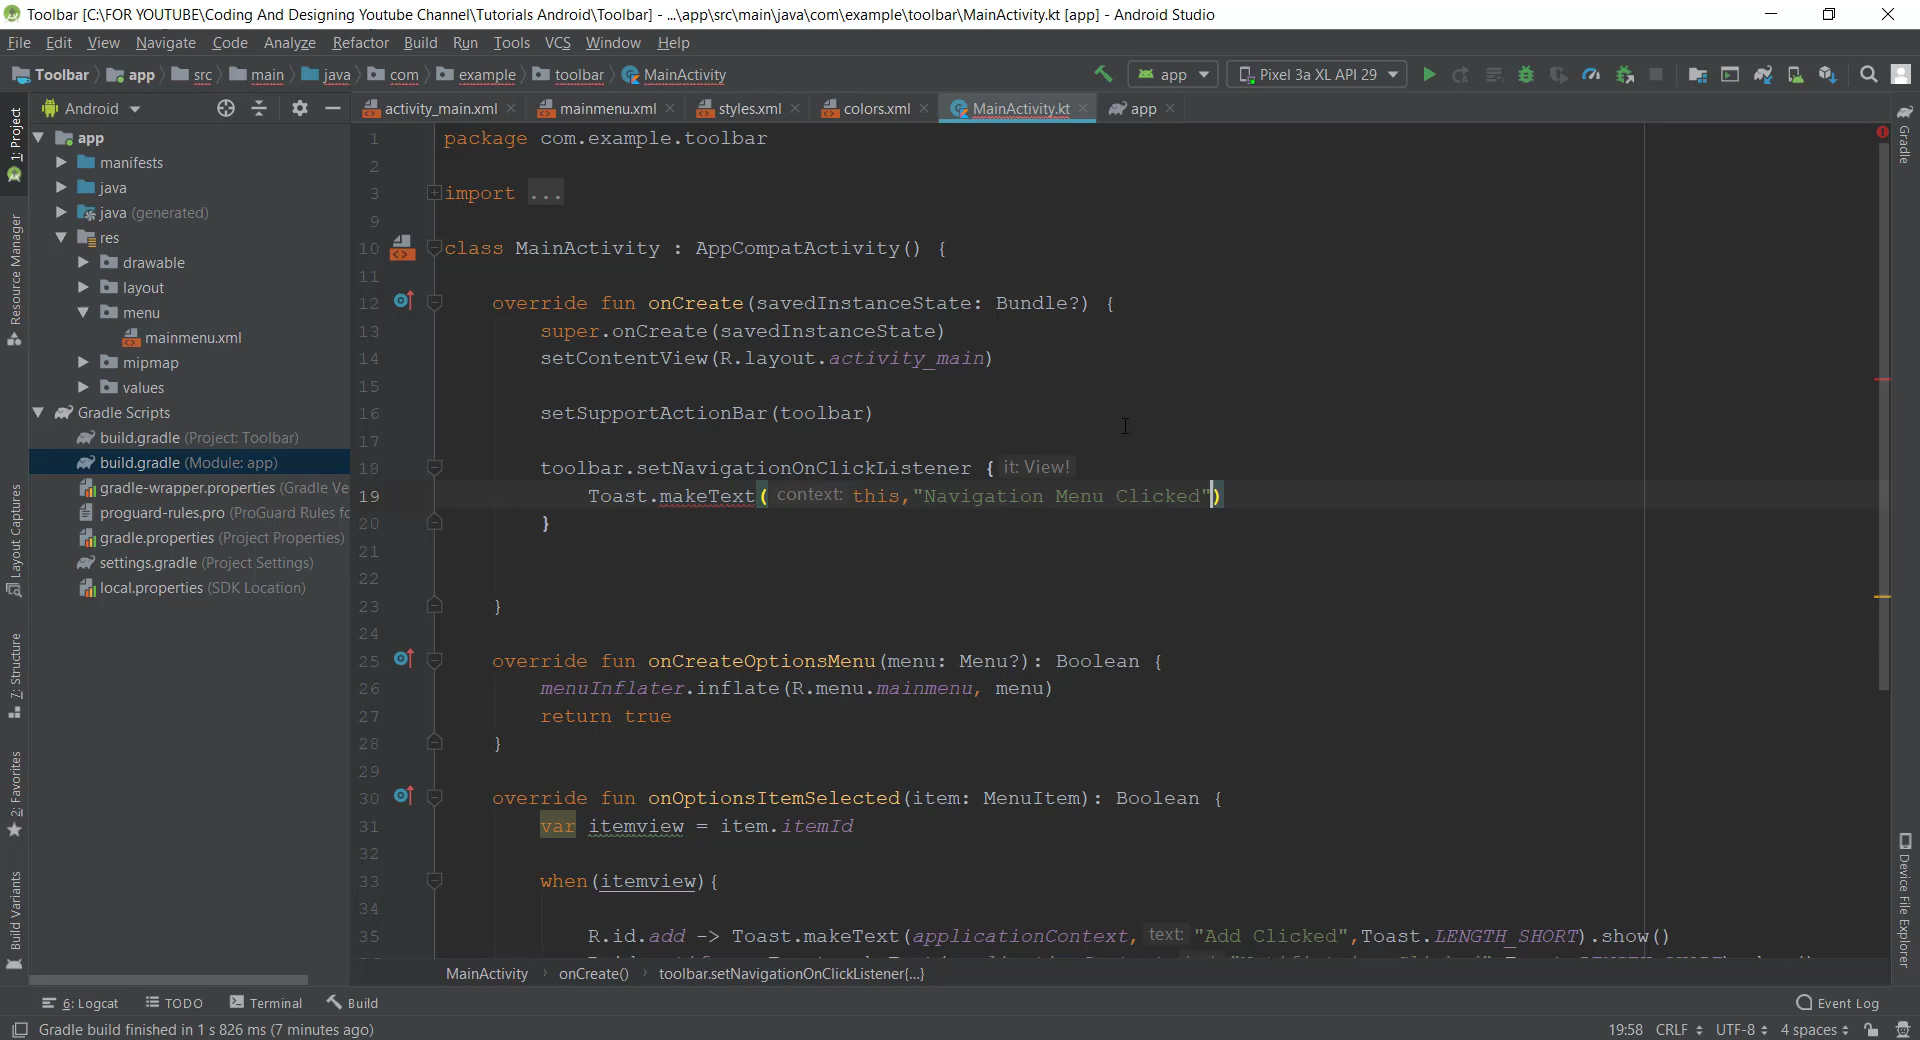 Toolbar [C:\FOR YOUTUBE\Coding And Designing Youtube Channel\Tutorials Android\Toolbar] - ...\app\src\main\java\com\example\toolbar\MainActivity.kt [app] - Android Studio
File Edit View Navigate Code Analyze Refactor Build Run Tools VCS Window Help
Toolbar app src main java com example toolbar MainActivity app Pixel 3a XL API 29
Android activity_main.xml mainmenu.xml styles.xml colors.xml MainActivity.kt app
1: Project
Resource Manager
Layout Captures
7: Structure
2: Favorites
Build Variants
app
manifests
java
java (generated)
res
drawable
layout
menu
mainmenu.xml
mipmap
values
Gradle Scripts
build.gradle (Project: Toolbar)
build.gradle (Module: app)
gradle-wrapper.properties (Gradle Ve
proguard-rules.pro (ProGuard Rules fo
gradle.properties (Project Properties)
settings.gradle (Project Settings)
local.properties (SDK Location)
1 package com.example.toolbar
2
3 import ...
9
10 class MainActivity : AppCompatActivity() {
11
12 override fun onCreate(savedInstanceState: Bundle?) {
13 super.onCreate(savedInstanceState)
14 setContentView(R.layout.activity_main)
15
16 setSupportActionBar(toolbar)
17
18 toolbar.setNavigationOnClickListener { it: View!
19 Toast.makeText( context: this,"Navigation Menu Clicked")
20 }
21
22
23 }
24
25 override fun onCreateOptionsMenu(menu: Menu?): Boolean {
26 menuInflater.inflate(R.menu.mainmenu, menu)
27 return true
28 }
29
30 override fun onOptionsItemSelected(item: MenuItem): Boolean {
31 var itemview = item.itemId
32
33 when(itemview){
34
35 R.id.add -> Toast.makeText(applicationContext, text: "Add Clicked",Toast.LENGTH_SHORT).show()
MainActivity onCreate() toolbar.setNavigationOnClickListener{...}
Gradle
Device File Explorer
6: Logcat TODO Terminal Build Event Log
Gradle build finished in 1 s 826 ms (7 minutes ago) 19:58 CRLF UTF-8 4 spaces